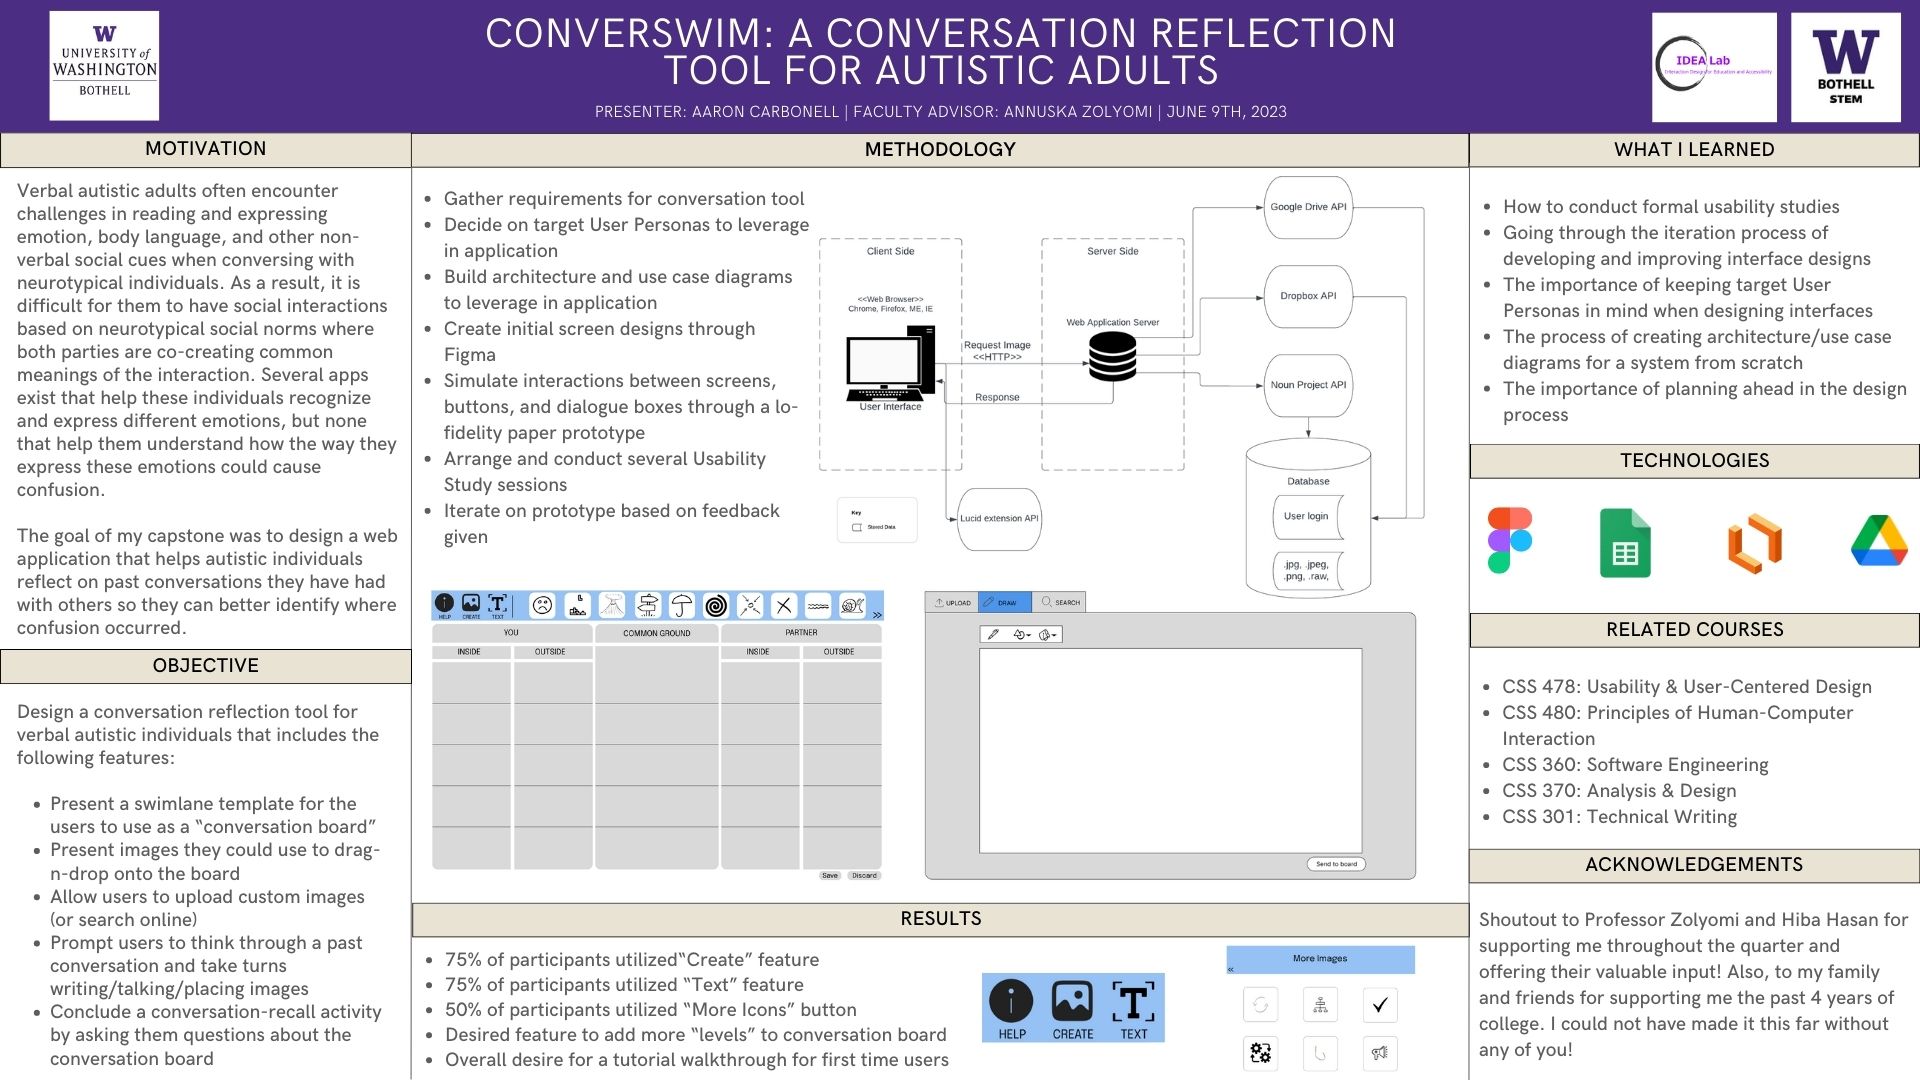 W
UNIVERSITY of
WASHINGTON
BOTHELL
CONVERSWIM: A CONVERSATION REFLECTION
TOOL FOR AUTISTIC ADULTS
PRESENTER: AARON CARBONELL | FACULTY ADVISOR: ANNUSKA ZOLYOMI | JUNE 9TH, 2023
IDEA Lab
Interaction Design for Education and Accessibility
W
BOTHELL
STEM
MOTIVATION
Verbal autistic adults often encounter
challenges in reading and expressing
emotion, body language, and other non-
verbal social cues when conversing with
neurotypical individuals. As a result, it is
difficult for them to have social interactions
based on neurotypical social norms where
both parties are co-creating common
meanings of the interaction. Several apps
exist that help these individuals recognize
and express different emotions, but none
that help them understand how the way they
express these emotions could cause
confusion.
The goal of my capstone was to design a web
application that helps autistic individuals
reflect on past conversations they have had
with others so they can better identify where
confusion occurred.
OBJECTIVE
Design a conversation reflection tool for
verbal autistic individuals that includes the
following features:
• Present a swimlane template for the
users to use as a “conversation board”
• Present images they could use to drag-
n-drop onto the board
• Allow users to upload custom images
(or search online)
• Prompt users to think through a past
conversation and take turns
writing/talking/placing images
• Conclude a conversation-recall activity
by asking them questions about the
conversation board
METHODOLOGY
• Gather requirements for conversation tool
• Decide on target User Personas to leverage
in application
• Build architecture and use case diagrams
to leverage in application
• Create initial screen designs through
Figma
• Simulate interactions between screens,
buttons, and dialogue boxes through a lo-
fidelity paper prototype
• Arrange and conduct several Usability
Study sessions
• Iterate on prototype based on feedback
given
Client Side
<<Web Browser>>
Chrome, Firefox, ME, IE
User Interface
Request Image
<<HTTP>>
Response
Server Side
Web Application Server
Google Drive API
Dropbox API
Noun Project API
Database
User login
.jpg, .jpeg,
.png, .raw,
Lucid extension API
Key
Stored Data
HELP
CREATE
TEXT
YOU
COMMON GROUND
PARTNER
INSIDE
OUTSIDE
INSIDE
OUTSIDE
Save
Discard
UPLOAD
DRAW
SEARCH
Send to board
RESULTS
• 75% of participants utilized“Create” feature
• 75% of participants utilized “Text” feature
• 50% of participants utilized “More Icons” button
• Desired feature to add more “levels” to conversation board
• Overall desire for a tutorial walkthrough for first time users
HELP
CREATE
TEXT
More Images
WHAT I LEARNED
• How to conduct formal usability studies
• Going through the iteration process of
developing and improving interface designs
• The importance of keeping target User
Personas in mind when designing interfaces
• The process of creating architecture/use case
diagrams for a system from scratch
• The importance of planning ahead in the design
process
TECHNOLOGIES
RELATED COURSES
• CSS 478: Usability & User-Centered Design
• CSS 480: Principles of Human-Computer
Interaction
• CSS 360: Software Engineering
• CSS 370: Analysis & Design
• CSS 301: Technical Writing
ACKNOWLEDGEMENTS
Shoutout to Professor Zolyomi and Hiba Hasan for
supporting me throughout the quarter and
offering their valuable input! Also, to my family
and friends for supporting me the past 4 years of
college. I could not have made it this far without
any of you!